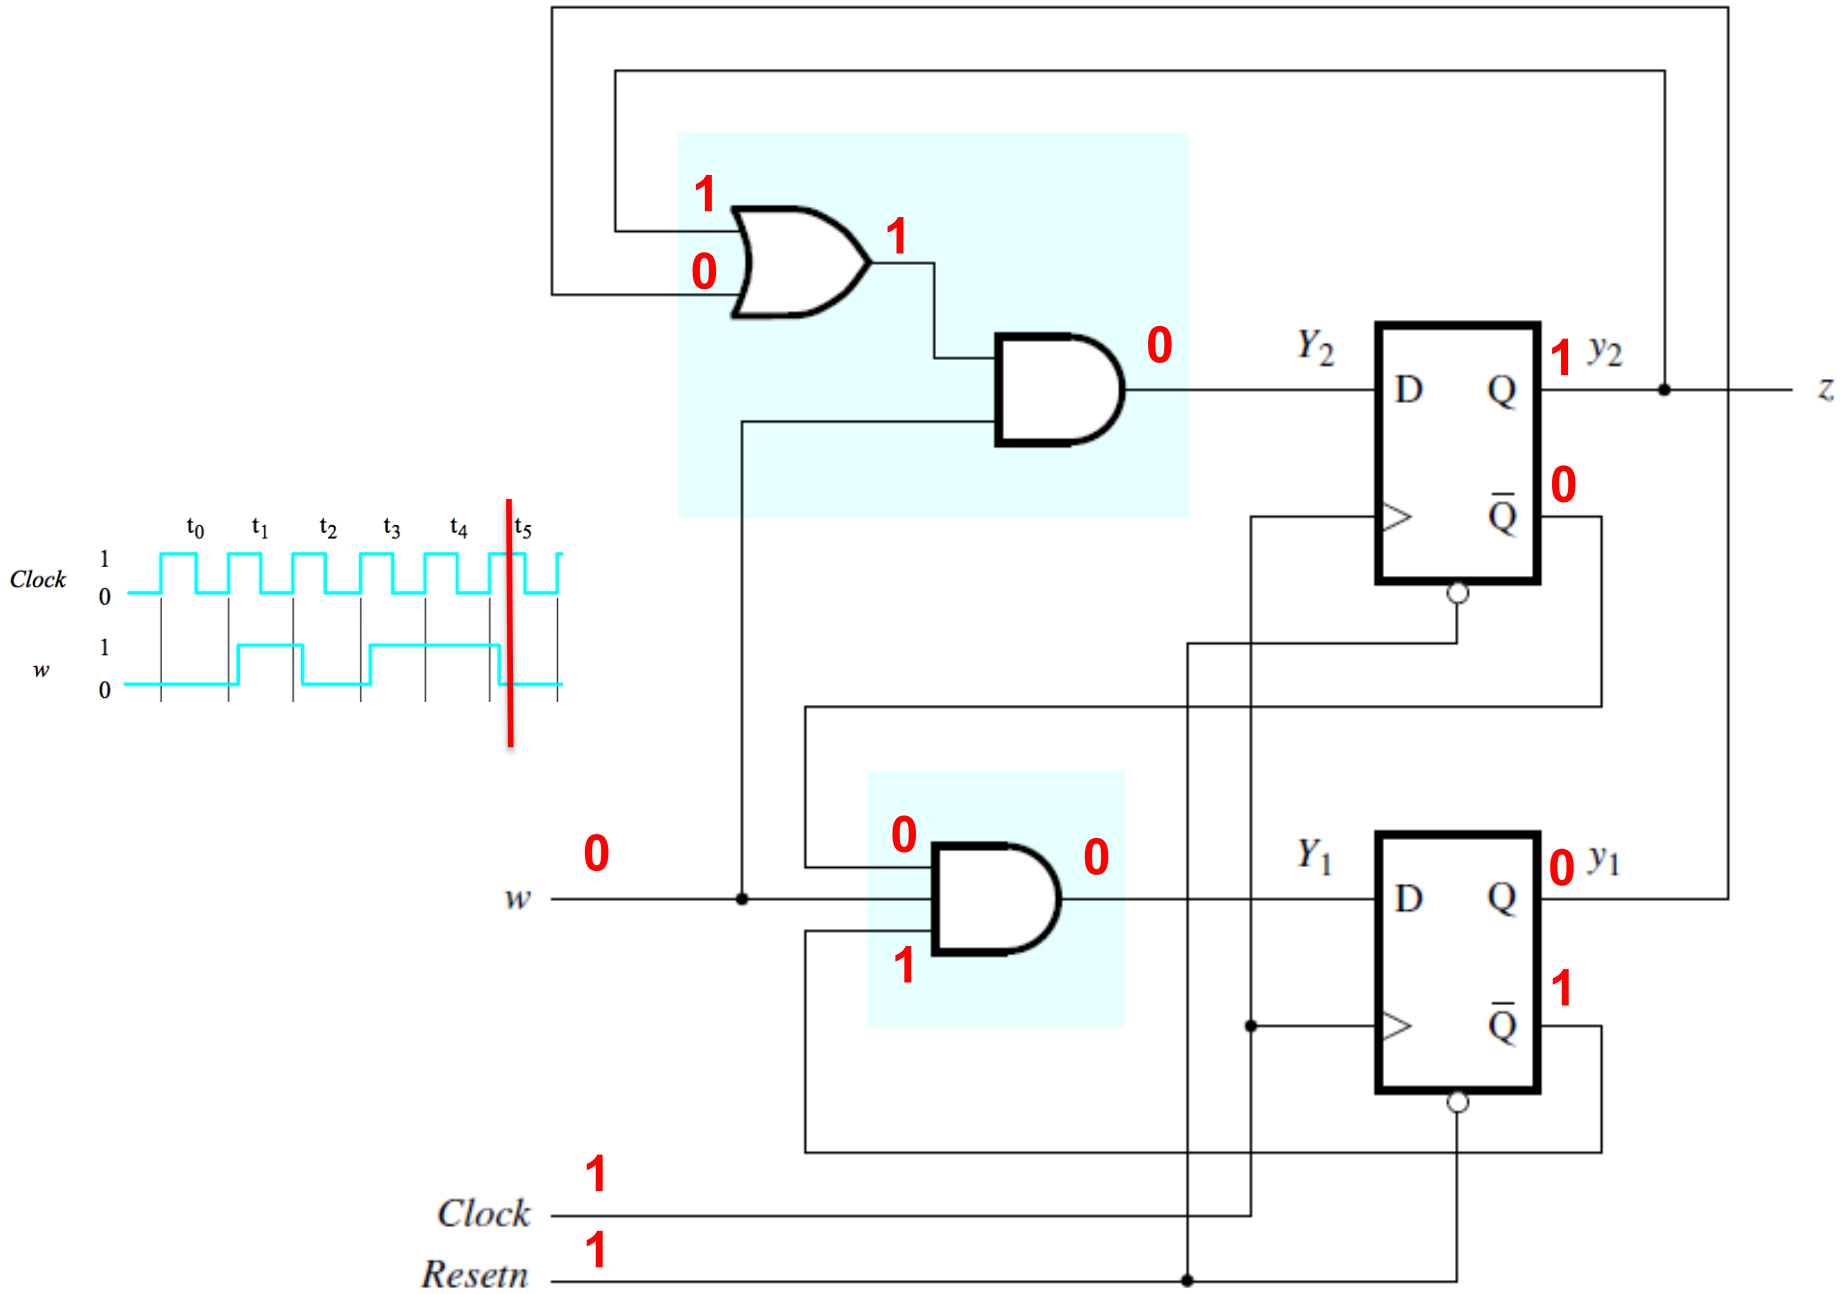 1
1
0
0
Y₂
1 y₂
D Q
z
0
Q̅
t₀ t₁ t₂ t₃ t₄ t₅
Clock 1
0
w 1
0
0
w
0
0
1
Y₁
0 y₁
D Q
1
Q̅
1
Clock
1
Resetn